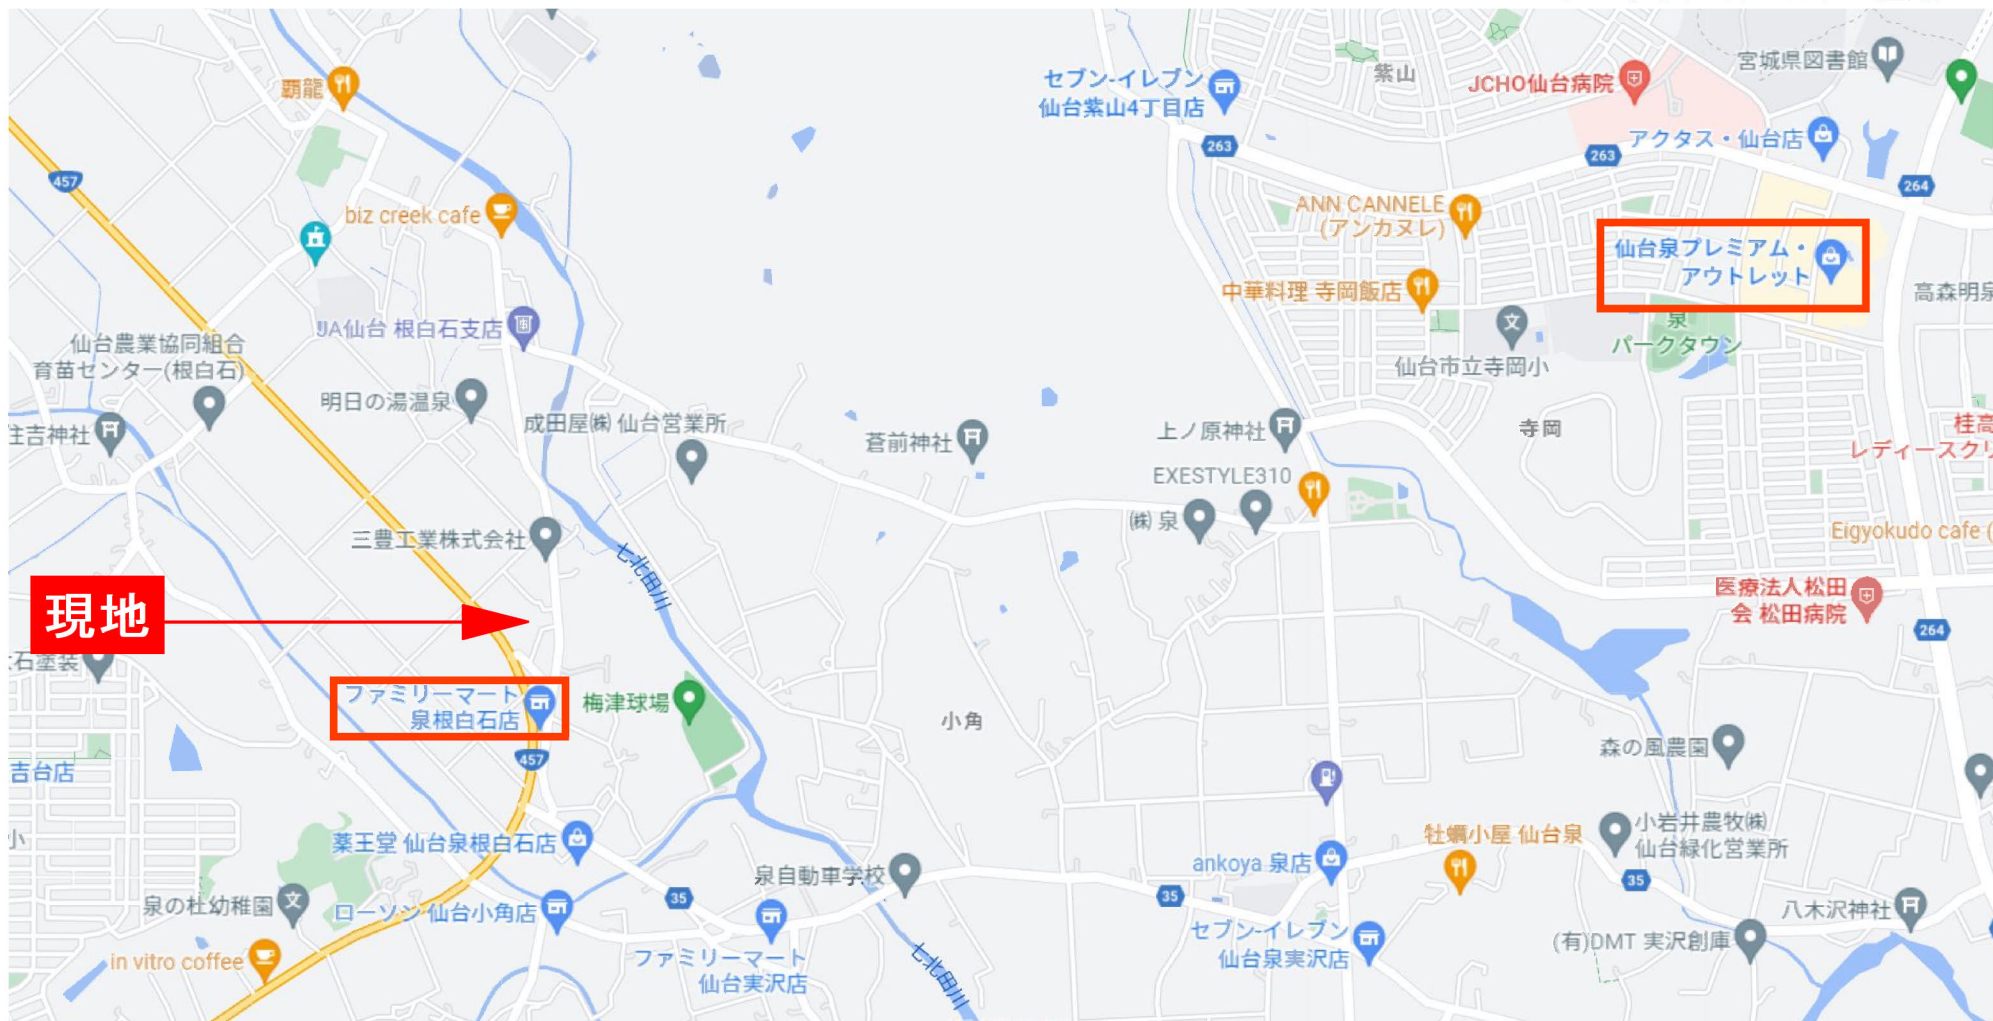 覇龍
セブン-イレブン
仙台紫山4丁目店
紫山
JCHO仙台病院
宮城県図書館
263
263
アクタス・仙台店
264
457
biz creek cafe
ANN CANNELE
(アンカヌレ)
仙台泉プレミアム・
アウトレット
中華料理 寺岡飯店
高森明泉
JA仙台 根白石支店
仙台農業協同組合
育苗センター(根白石)
仙台市立寺岡小
泉
パークタウン
明日の湯温泉
成田屋㈱ 仙台営業所
住吉神社
蒼前神社
上ノ原神社
寺岡
桂高
レディースクリ
EXESTYLE310
㈱ 泉
三豊工業株式会社
七北田川
Eigyokudo cafe (
現地
医療法人松田
会 松田病院
264
石塗装
ファミリーマート
泉根白石店
梅津球場
小角
457
森の風農園
吉台店
小
薬王堂 仙台泉根白石店
泉自動車学校
ankoya 泉店
牡蠣小屋 仙台泉
小岩井農牧㈱
仙台緑化営業所
35
35
35
泉の杜幼稚園
ローソン 仙台小角店
ファミリーマート
仙台実沢店
セブン-イレブン
仙台泉実沢店
(有)DMT 実沢創庫
八木沢神社
in vitro coffee
七北田川